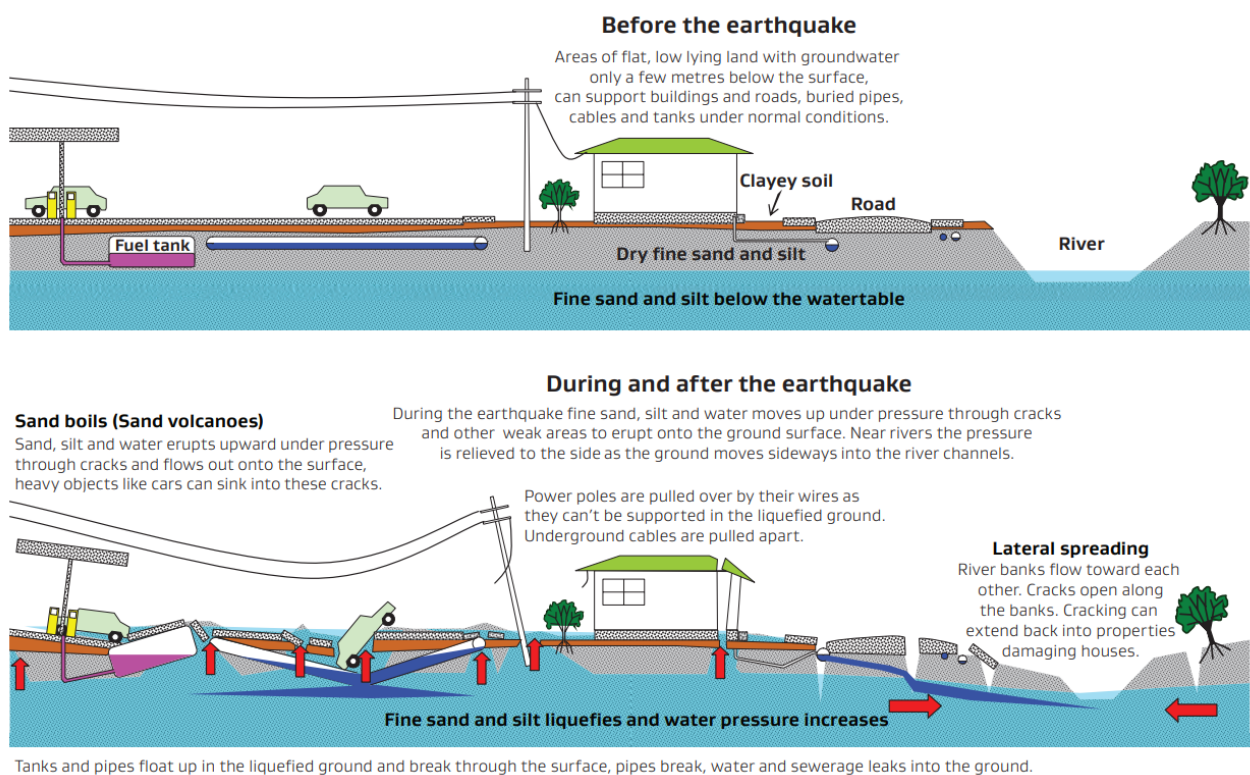 Before the earthquake
Areas of flat, low lying land with groundwater
only a few metres below the surface,
can support buildings and roads, buried pipes,
cables and tanks under normal conditions.
Clayey soil
Road
Fuel tank
River
Dry fine sand and silt
Fine sand and silt below the watertable
During and after the earthquake
Sand boils (Sand volcanoes)
Sand, silt and water erupts upward under pressure
through cracks and flows out onto the surface,
heavy objects like cars can sink into these cracks.
During the earthquake fine sand, silt and water moves up under pressure through cracks
and other weak areas to erupt onto the ground surface. Near rivers the pressure
is relieved to the side as the ground moves sideways into the river channels.
Power poles are pulled over by their wires as
they can't be supported in the liquefied ground.
Underground cables are pulled apart.
Lateral spreading
River banks flow toward each
other. Cracks open along
the banks. Cracking can
extend back into properties
damaging houses.
Fine sand and silt liquefies and water pressure increases
Tanks and pipes float up in the liquefied ground and break through the surface, pipes break, water and sewerage leaks into the ground.